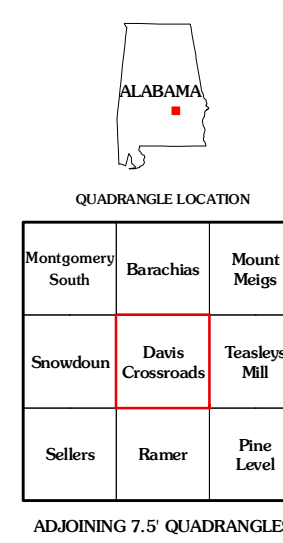 ALABAMA
QUADRANGLE LOCATION
Montgomery
South
Barachias
Mount
Meigs
Snowdoun
Davis
Crossroads
Teasleys
Mill
Sellers
Ramer
Pine
Level
ADJOINING 7.5' QUADRANGLES